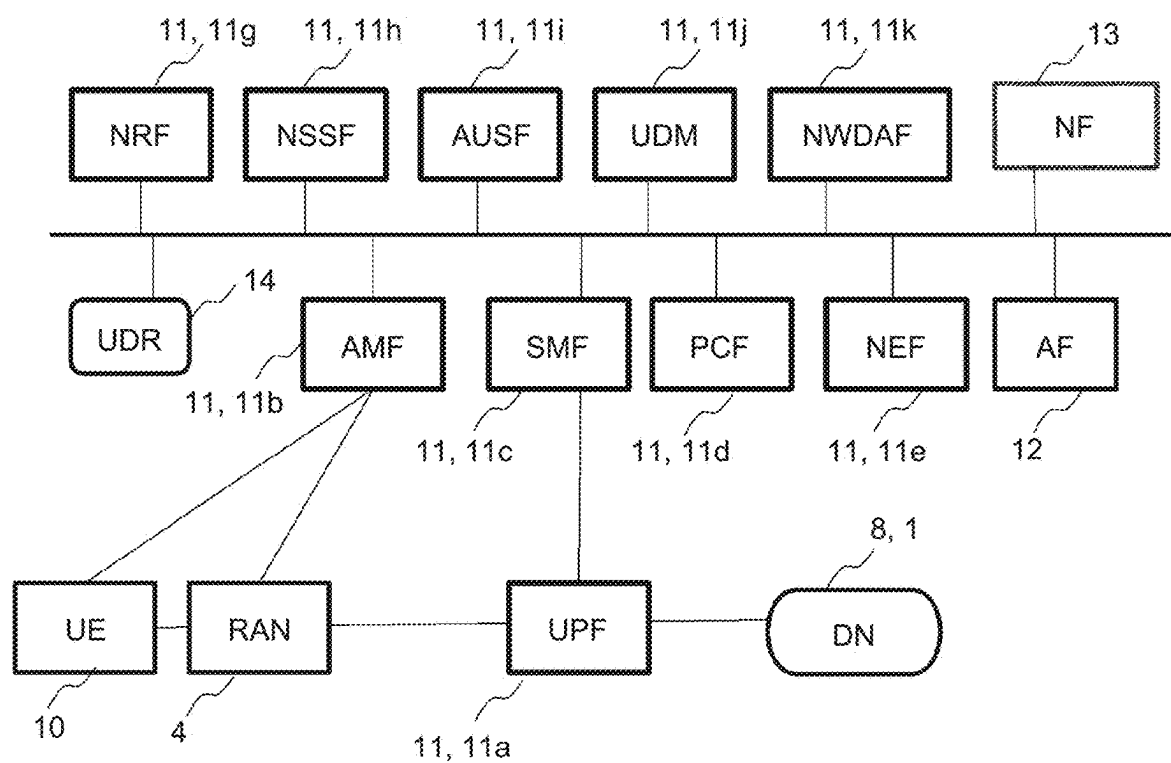 11, 11g 11, 11h 11, 11i 11, 11j 11, 11k 13
NRF NSSF AUSF UDM NWDAF NF
14
UDR AMF SMF PCF NEF AF
11, 11b 11, 11c 11, 11d 11, 11e 12
8, 1
UE RAN UPF DN
10 4 11, 11a